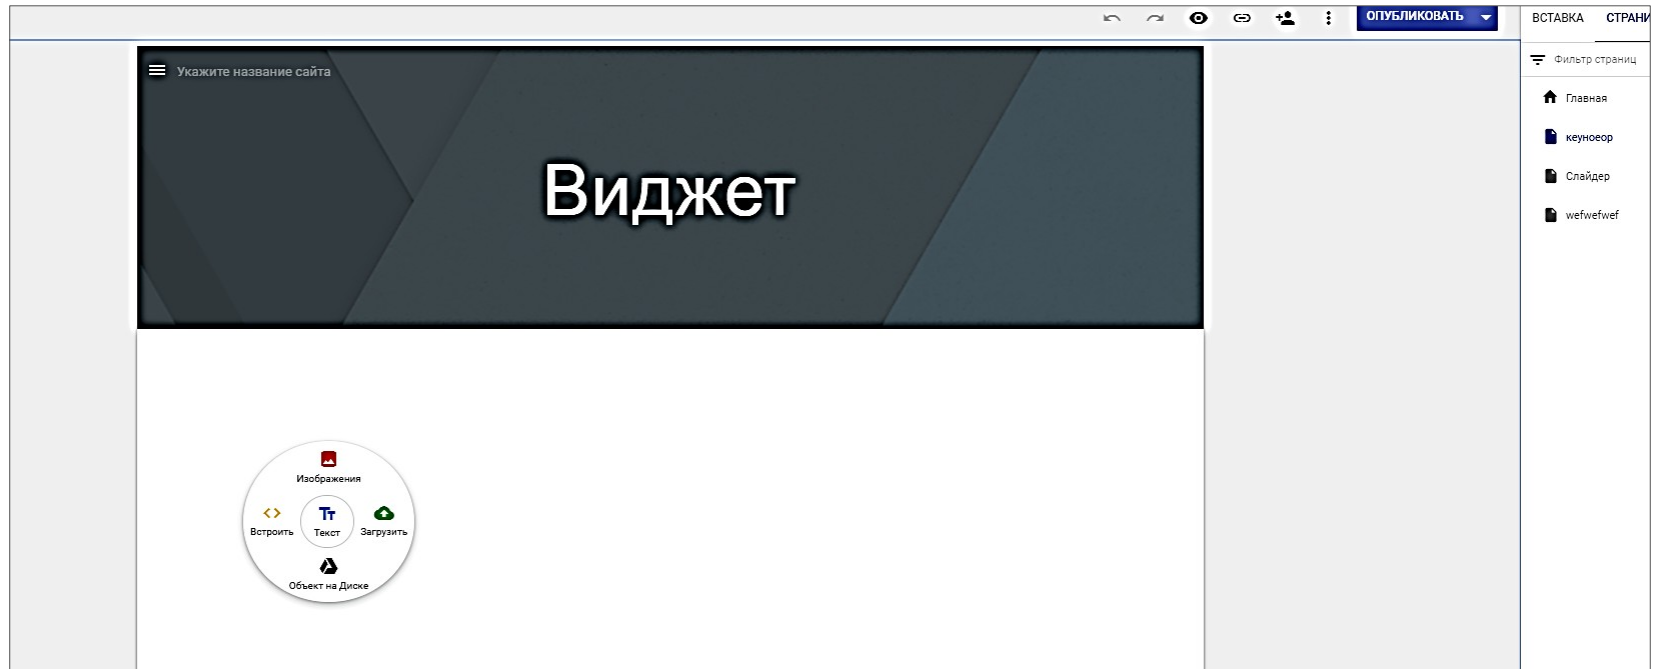 ОПУБЛИКОВАТЬ
ВСТАВКА СТРАНИ
Укажите название сайта
Виджет
Фильтр страниц
Главная
кеуноеор
Слайдер
wefwefwef
Изображения
Встроить
Текст
Загрузить
Объект на Диске